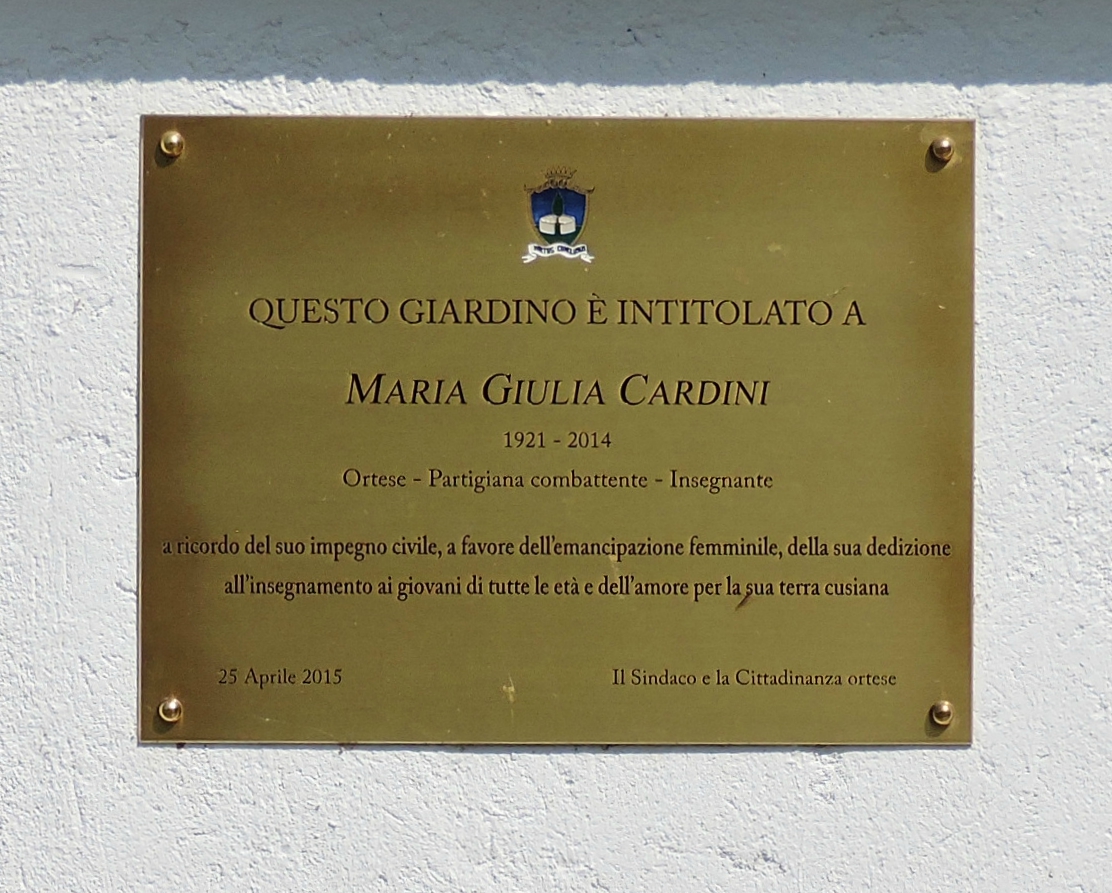 QUESTO GIARDINO È INTITOLATO A
MARIA GIULIA CARDINI
1921 - 2014
Ortese - Partigiana combattente - Insegnante
a ricordo del suo impegno civile, a favore dell'emancipazione femminile, della sua dedizione
all'insegnamento ai giovani di tutte le età e dell'amore per la sua terra cusiana
25 Aprile 2015
Il Sindaco e la Cittadinanza ortese